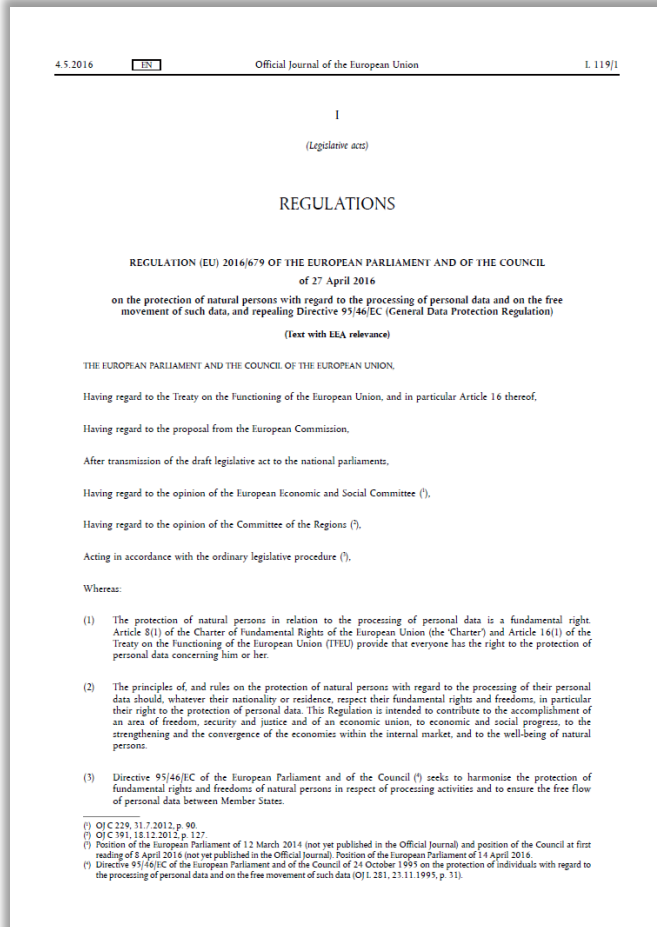 4.5.2016 EN Official Journal of the European Union L 119/1
I
(Legislative acts)
REGULATIONS
REGULATION (EU) 2016/679 OF THE EUROPEAN PARLIAMENT AND OF THE COUNCIL
of 27 April 2016
on the protection of natural persons with regard to the processing of personal data and on the free
movement of such data, and repealing Directive 95/46/EC (General Data Protection Regulation)
(Text with EEA relevance)
THE EUROPEAN PARLIAMENT AND THE COUNCIL OF THE EUROPEAN UNION,
Having regard to the Treaty on the Functioning of the European Union, and in particular Article 16 thereof,
Having regard to the proposal from the European Commission,
After transmission of the draft legislative act to the national parliaments,
Having regard to the opinion of the European Economic and Social Committee (¹),
Having regard to the opinion of the Committee of the Regions (²),
Acting in accordance with the ordinary legislative procedure (³),
Whereas:
(1) The protection of natural persons in relation to the processing of personal data is a fundamental right.
Article 8(1) of the Charter of Fundamental Rights of the European Union (the ‘Charter’) and Article 16(1) of the
Treaty on the Functioning of the European Union (TFEU) provide that everyone has the right to the protection of
personal data concerning him or her.
(2) The principles of, and rules on the protection of natural persons with regard to the processing of their personal
data should, whatever their nationality or residence, respect their fundamental rights and freedoms, in particular
their right to the protection of personal data. This Regulation is intended to contribute to the accomplishment of
an area of freedom, security and justice and of an economic union, to economic and social progress, to the
strengthening and the convergence of the economies within the internal market, and to the well-being of natural
persons.
(3) Directive 95/46/EC of the European Parliament and of the Council (⁴) seeks to harmonise the protection of
fundamental rights and freedoms of natural persons in respect of processing activities and to ensure the free flow
of personal data between Member States.
(¹) OJ C 229, 31.7.2012, p. 90.
(²) OJ C 391, 18.12.2012, p. 127.
(³) Position of the European Parliament of 12 March 2014 (not yet published in the Official Journal) and position of the Council at first
reading of 8 April 2016 (not yet published in the Official Journal). Position of the European Parliament of 14 April 2016.
(⁴) Directive 95/46/EC of the European Parliament and of the Council of 24 October 1995 on the protection of individuals with regard to
the processing of personal data and on the free movement of such data (OJ L 281, 23.11.1995, p. 31).